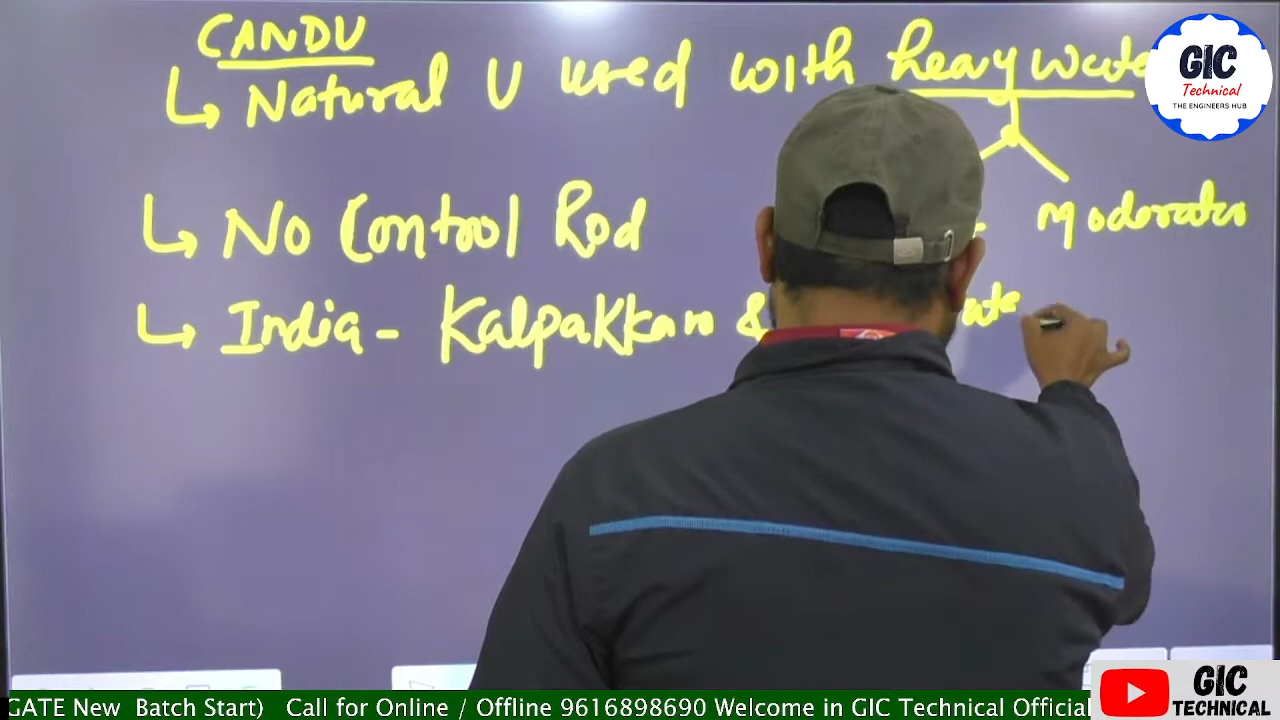 CANDU
Natural U used with heavy wate
Moderator
No Control Rod
India - Kalpakkam &
GIC
Technical
THE ENGINEERS HUB
GATE New Batch Start) Call for Online / Offline 9616898690 Welcome in GIC Technical Official
GIC
TECHNICAL